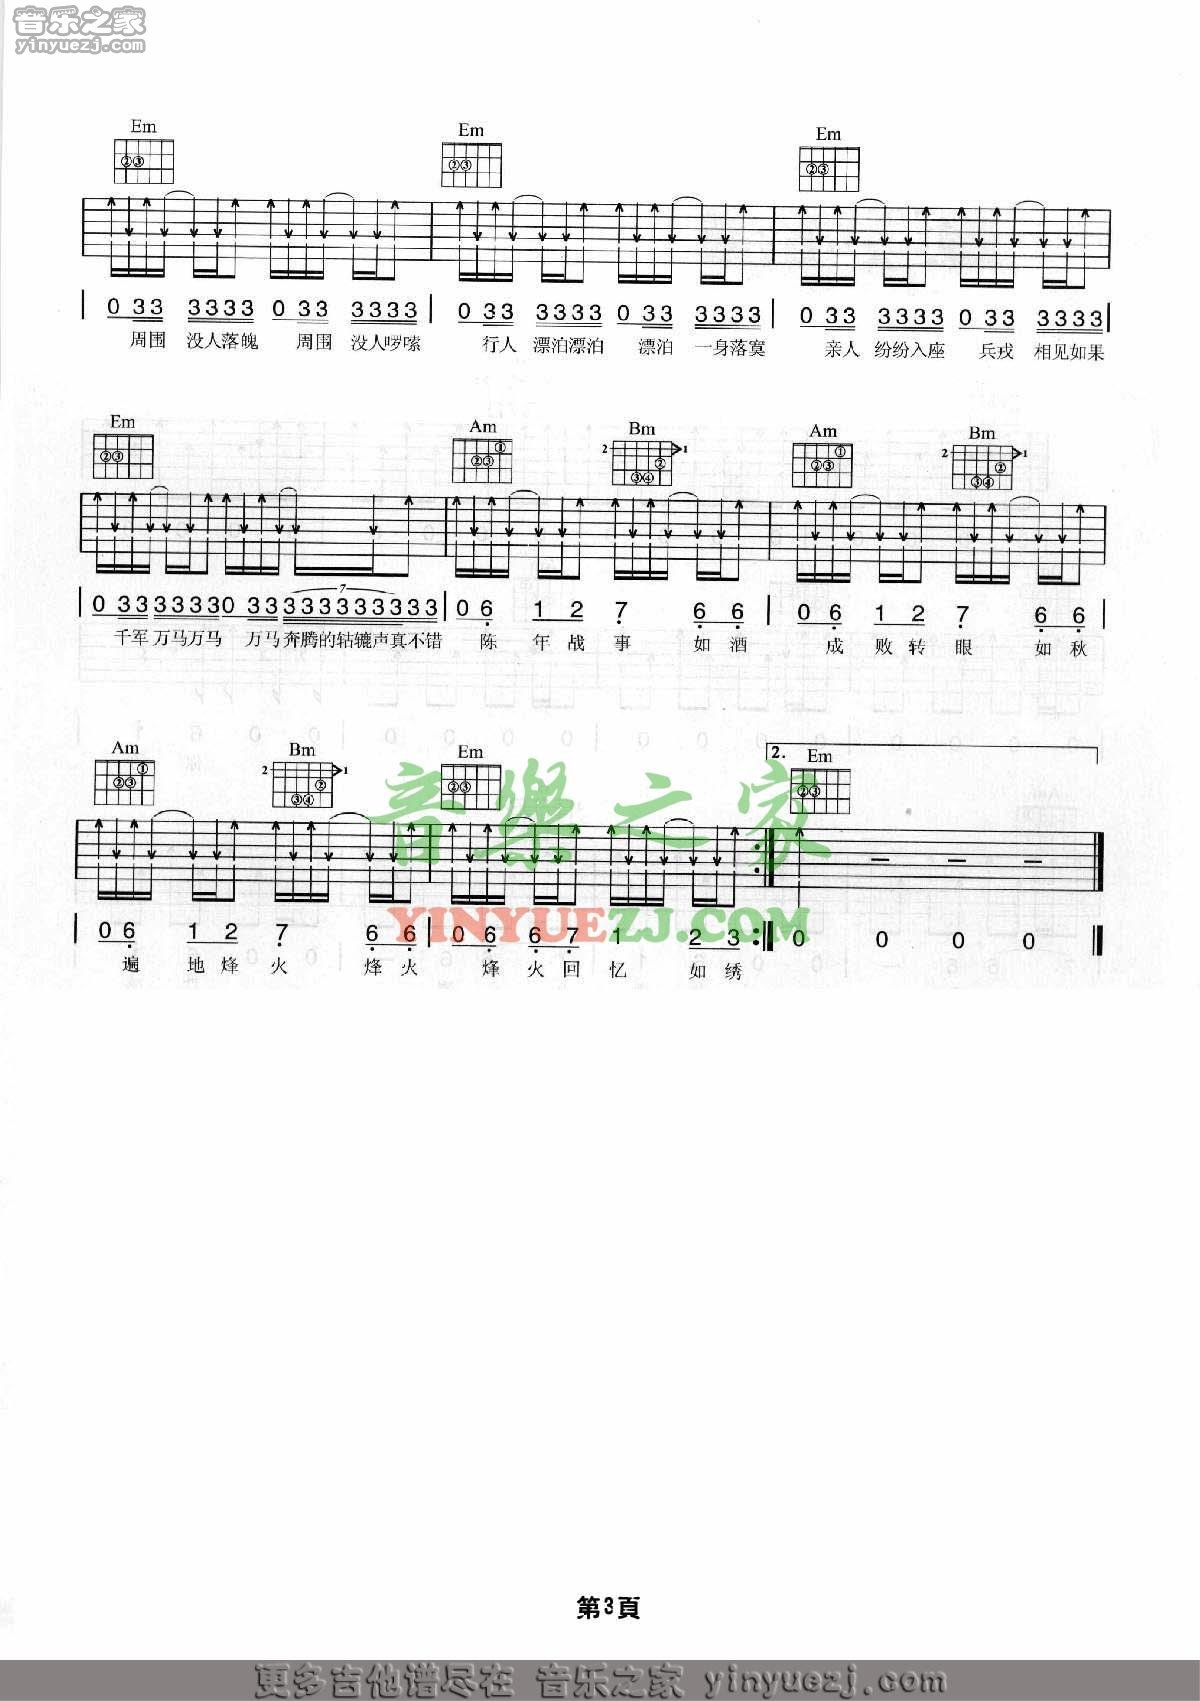 音乐之家
yinyuezj.com
Em Em Em
0 33 3333 0 33 3333 0 33 3333 0 33 3333 0 33 3333 0 33 3333
周围 没人落魄 周围 没人啰嗦 行人 漂泊漂泊 漂泊 一身落寞 亲人 纷纷入座 兵戎 相见如果
Em Am Bm Am Bm
7
0 33 3333 0 33 333333333 0 6 1 2 7 6 6 0 6 1 2 7 6 6
千军 万马万马 万马 奔腾的轱辘声真不错 陈 年 战 事 如 酒 成 败 转 眼 如 秋
Am Bm Em 2. Em
音樂之家
0 6 1 2 7 6 6 0 6 6 7 1 2 3 0 0 0 0
YINYUEZJ.COM
遍 地 烽 火 烽 火 烽 火 回 忆 如 绣
第3頁
更多吉他谱尽在 音乐之家 yinyuezj.com